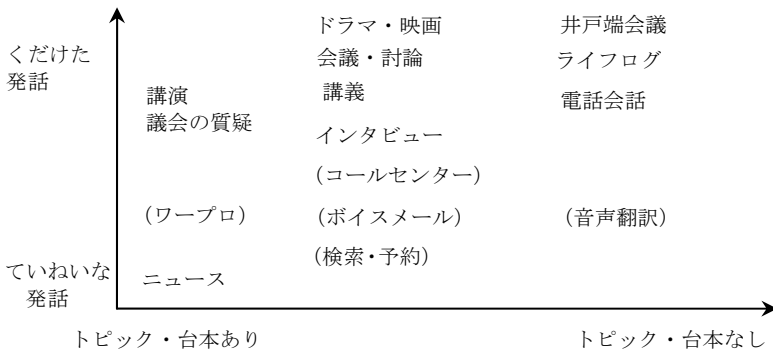 ドラマ・映画
井戸端会議
くだけた
発話
会議・討論
ライフログ
講演
講義
電話会話
議会の質疑
インタビュー
(コールセンター)
(ワープロ)
(ボイスメール)
(音声翻訳)
(検索・予約)
ていねいな
発話
ニュース
トピック・台本あり
トピック・台本なし